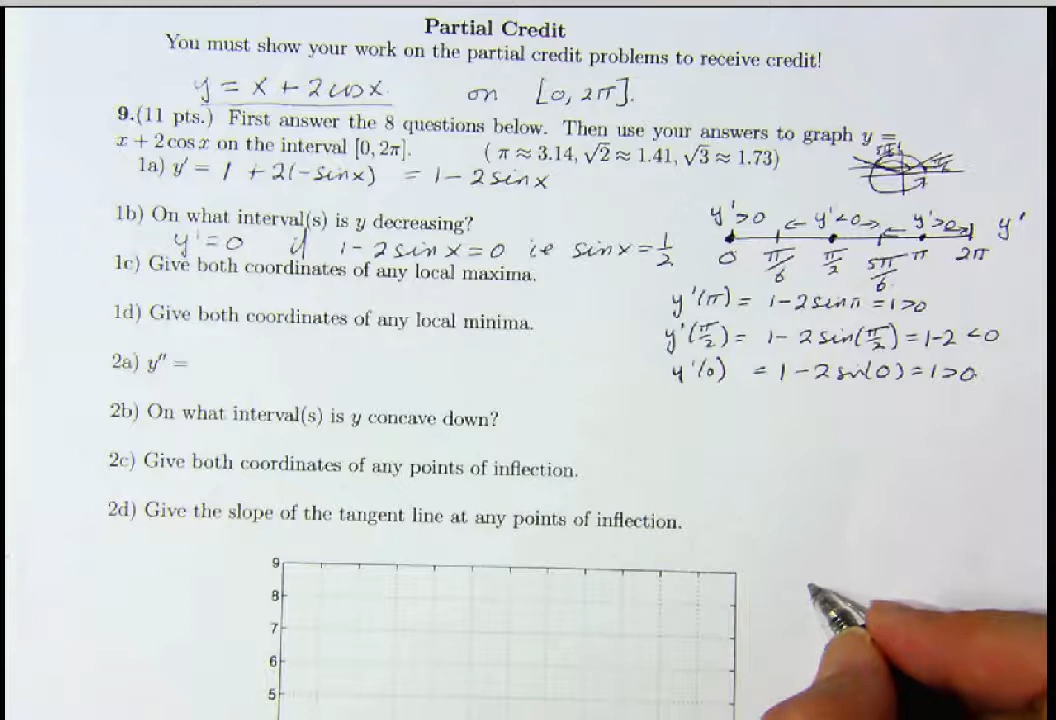 Partial Credit
You must show your work on the partial credit problems to receive credit!
y = x + 2 cos x on [0, 2π].
9.(11 pts.) First answer the 8 questions below. Then use your answers to graph y =
x + 2 cos x on the interval [0, 2π]. ( π ≈ 3.14, √2 ≈ 1.41, √3 ≈ 1.73)
1a) y' = 1 + 2(-sin x) = 1 - 2 sin x
1b) On what interval(s) is y decreasing?
y'>0 ← y'<0 → ← y'>0 → y'
y' = 0 if 1 - 2 sin x = 0 ie sin x = 1/2
0 π/6 π/2 5π/6 π 2π
1c) Give both coordinates of any local maxima.
y'(π) = 1 - 2 sin π = 1 > 0
1d) Give both coordinates of any local minima.
y'(π/2) = 1 - 2 sin(π/2) = 1-2 < 0
2a) y″ =
y'(0) = 1 - 2 sin(0) = 1 > 0
2b) On what interval(s) is y concave down?
2c) Give both coordinates of any points of inflection.
2d) Give the slope of the tangent line at any points of inflection.
9
8
7
6
5